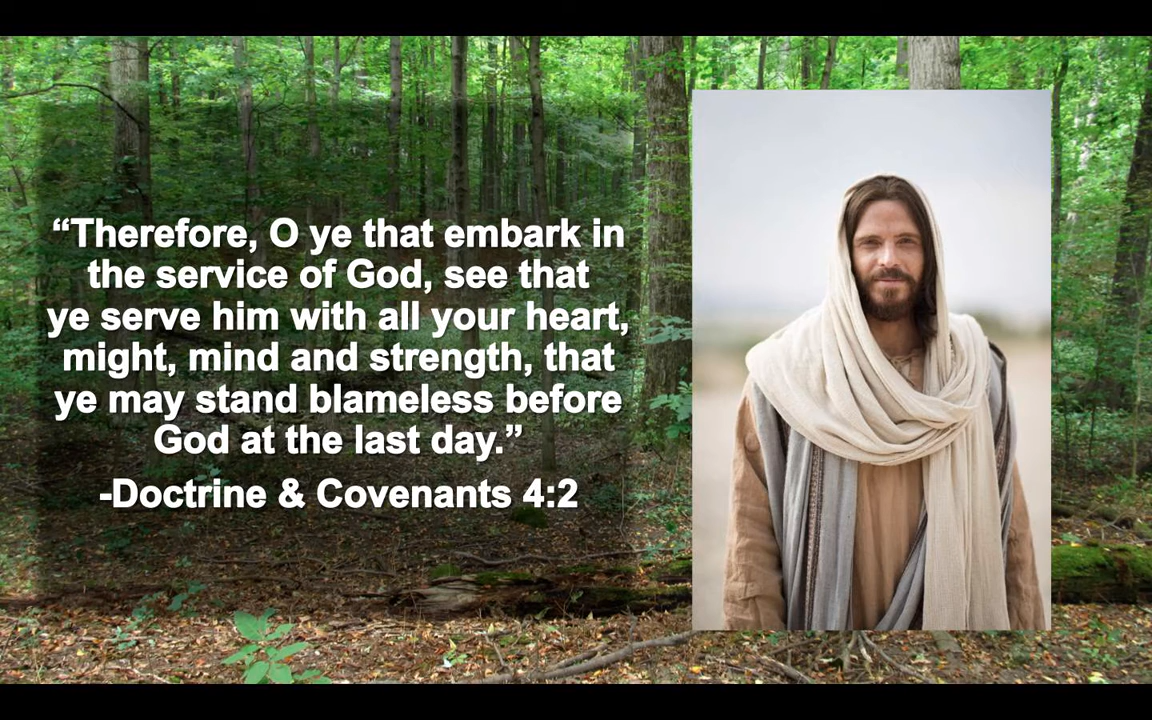 “Therefore, O ye that embark in
the service of God, see that
ye serve him with all your heart,
might, mind and strength, that
ye may stand blameless before
God at the last day.”
-Doctrine & Covenants 4:2